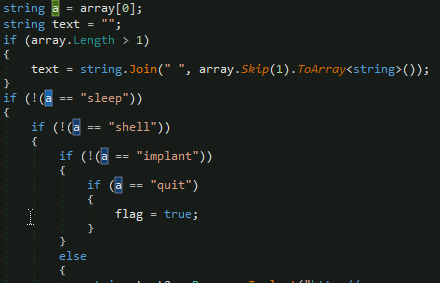 string a = array[0];
string text = "";
if (array.Length > 1)
{
text = string.Join(" ", array.Skip(1).ToArray<string>());
}
if (!(a == "sleep"))
{
if (!(a == "shell"))
{
if (!(a == "implant"))
{
if (a == "quit")
{
flag = true;
}
}
else
{